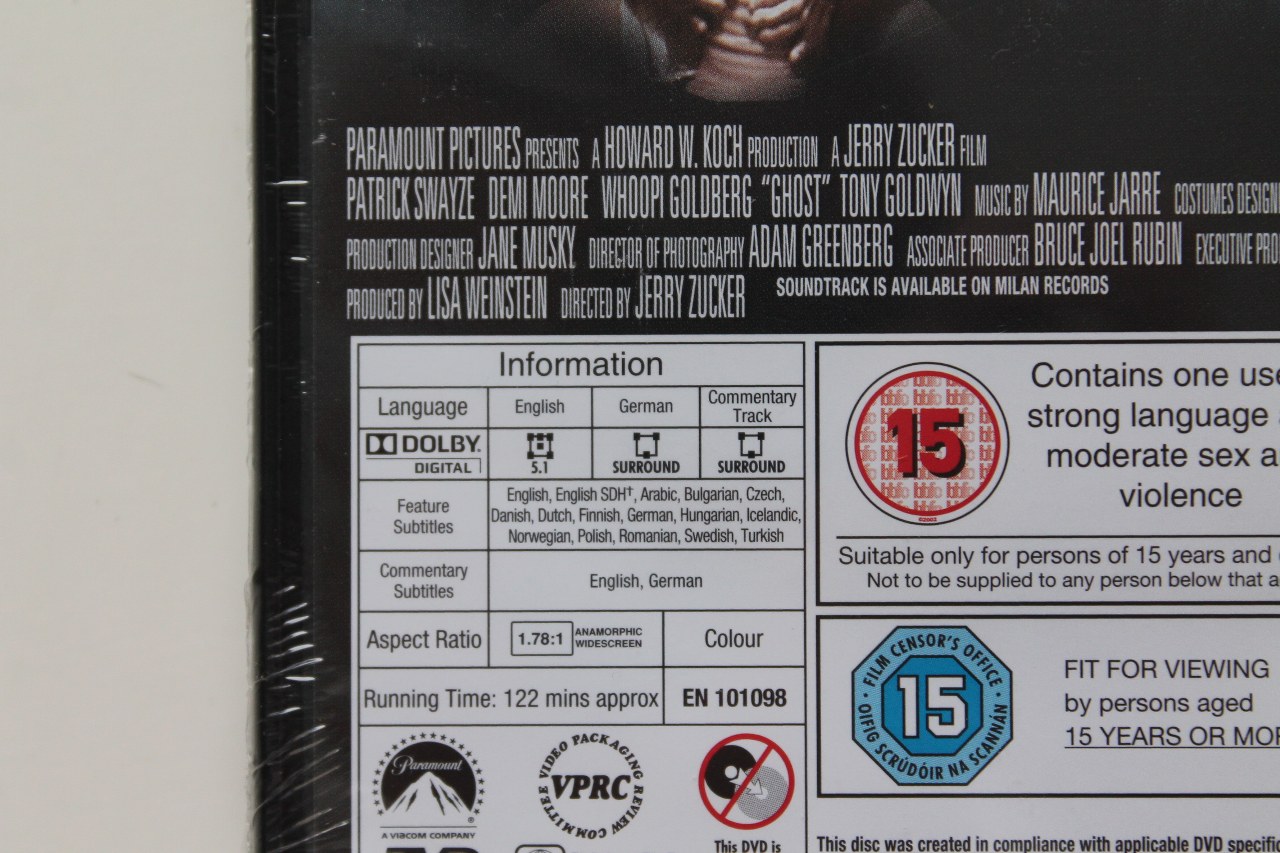 PARAMOUNT PICTURES PRESENTS A HOWARD W. KOCH PRODUCTION A JERRY ZUCKER FILM
PATRICK SWAYZE DEMI MOORE WHOOPI GOLDBERG "GHOST" TONY GOLDWYN MUSIC BY MAURICE JARRE COSTUMES DESIGN
PRODUCTION DESIGNER JANE MUSKY DIRECTOR OF PHOTOGRAPHY ADAM GREENBERG ASSOCIATE PRODUCER BRUCE JOEL RUBIN EXECUTIVE PRO
PRODUCED BY LISA WEINSTEIN DIRECTED BY JERRY ZUCKER SOUNDTRACK IS AVAILABLE ON MILAN RECORDS
Information
Language English German Commentary Track
DOLBY DIGITAL 5.1 SURROUND SURROUND
Feature Subtitles
English, English SDH†, Arabic, Bulgarian, Czech,
Danish, Dutch, Finnish, German, Hungarian, Icelandic,
Norwegian, Polish, Romanian, Swedish, Turkish
Commentary Subtitles
English, German
Aspect Ratio 1.78:1 ANAMORPHIC WIDESCREEN Colour
Running Time: 122 mins approx EN 101098
Paramount
A VIACOM COMPANY
VIDEO PACKAGING REVIEW COMMITTEE
VPRC
This DVD is
15
Contains one use
strong language
moderate sex a
violence
Suitable only for persons of 15 years and
Not to be supplied to any person below that a
FILM CENSOR'S OFFICE
15
OIFIG SCRÚDÓIR NA SCANNÁN
FIT FOR VIEWING
by persons aged
15 YEARS OR MOR
This disc was created in compliance with applicable DVD specific